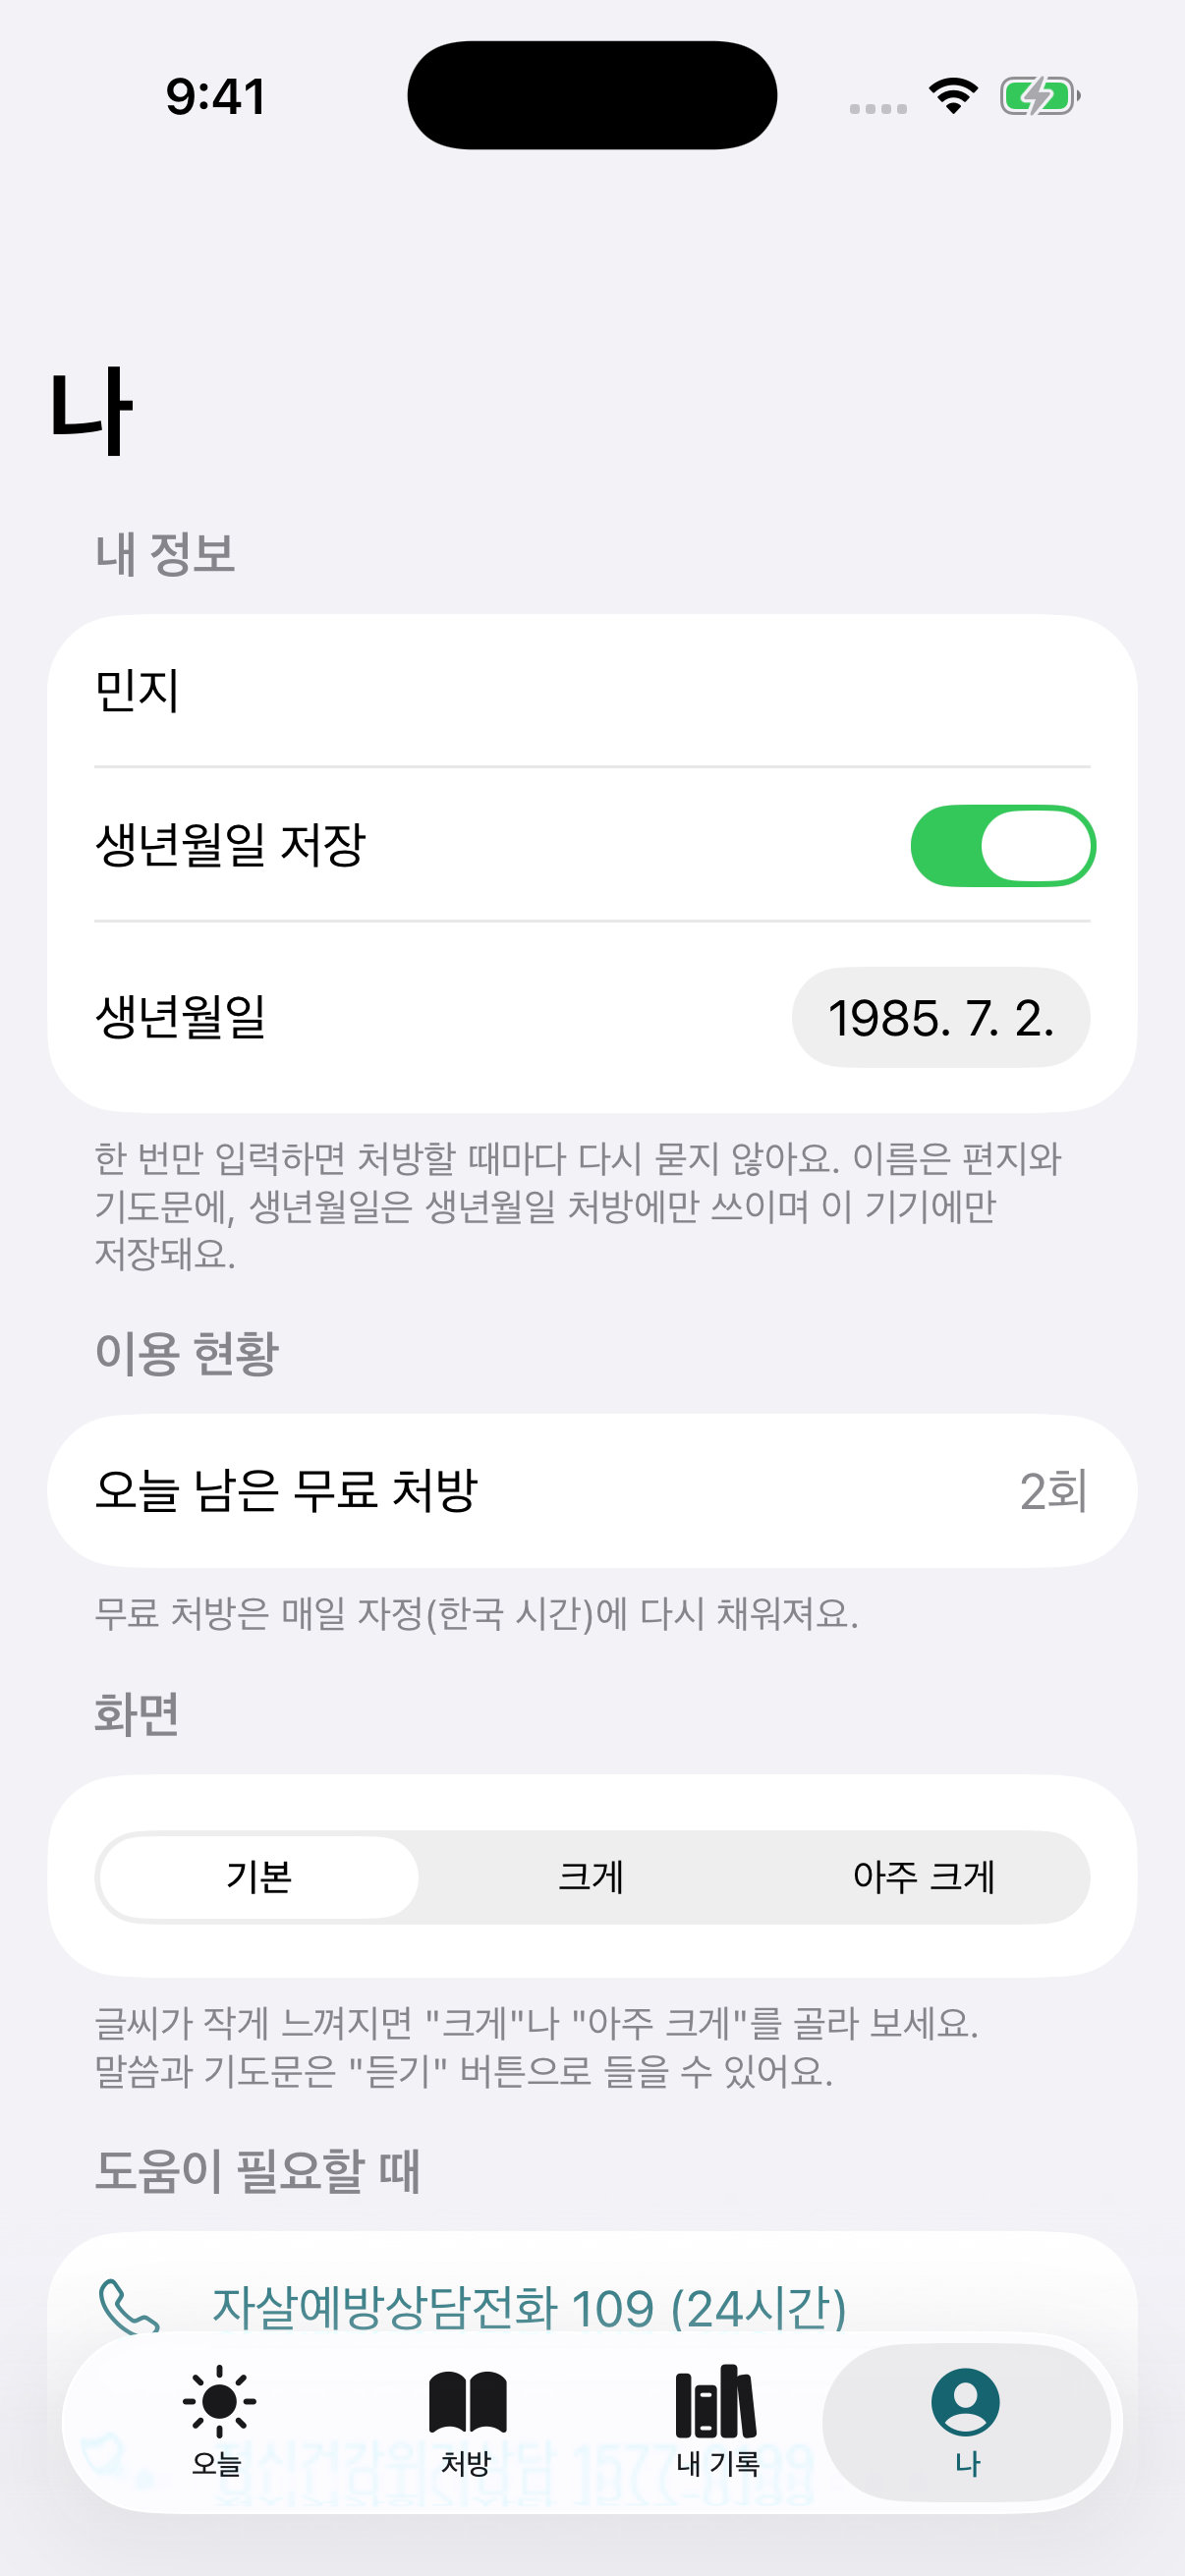 9:41
나
내 정보
민지
생년월일 저장
생년월일
1985. 7. 2.
한 번만 입력하면 처방할 때마다 다시 묻지 않아요. 이름은 편지와
기도문에, 생년월일은 생년월일 처방에만 쓰이며 이 기기에만
저장돼요.
이용 현황
오늘 남은 무료 처방
2회
무료 처방은 매일 자정(한국 시간)에 다시 채워져요.
화면
기본
크게
아주 크게
글씨가 작게 느껴지면 "크게"나 "아주 크게"를 골라 보세요.
말씀과 기도문은 "듣기" 버튼으로 들을 수 있어요.
도움이 필요할 때
자살예방상담전화 109 (24시간)
오늘
처방
내 기록
나